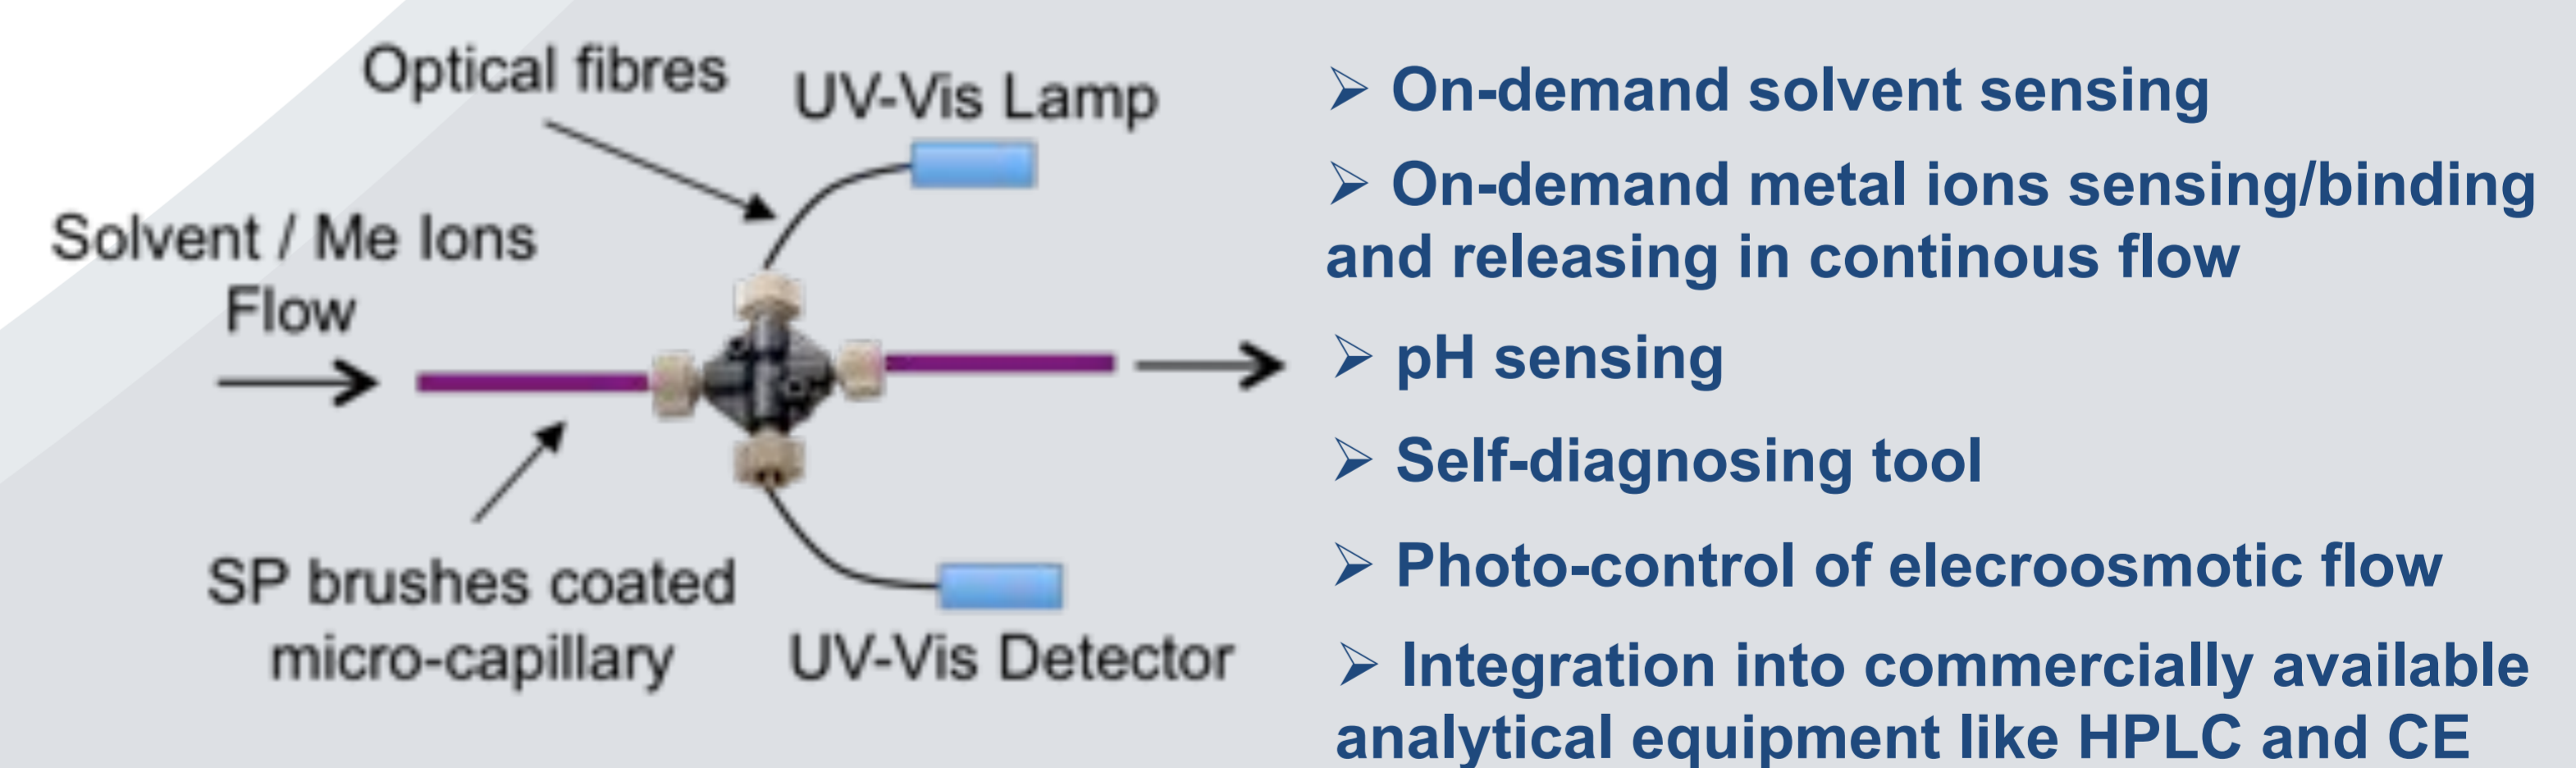 Optical fibres
UV-Vis Lamp
Solvent / Me Ions
Flow
SP brushes coated
micro-capillary
UV-Vis Detector
➢ On-demand solvent sensing
➢ On-demand metal ions sensing/binding
and releasing in continous flow
➢ pH sensing
➢ Self-diagnosing tool
➢ Photo-control of elecroosmotic flow
➢ Integration into commercially available
analytical equipment like HPLC and CE